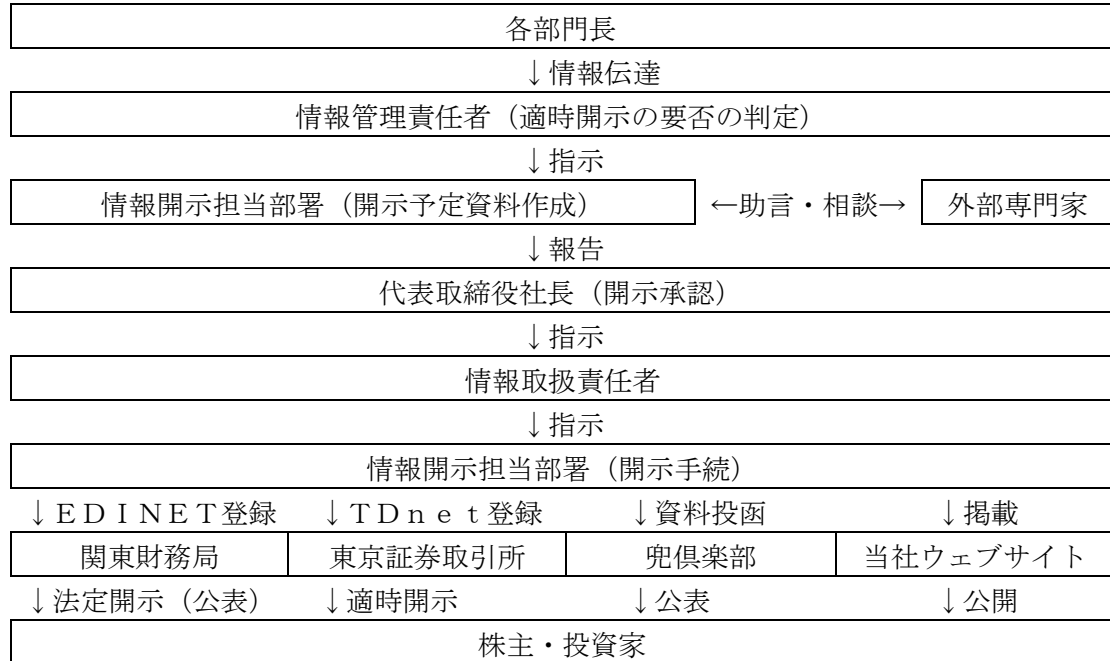 各部門長
↓情報伝達
情報管理責任者（適時開示の要否の判定）
↓指示
情報開示担当部署（開示予定資料作成） ←助言・相談→ 外部専門家
↓報告
代表取締役社長（開示承認）
↓指示
情報取扱責任者
↓指示
情報開示担当部署（開示手続）
↓ＥＤＩＮＥＴ登録 ↓ＴＤｎｅｔ登録 ↓資料投函 ↓掲載
関東財務局 東京証券取引所 兜倶楽部 当社ウェブサイト
↓法定開示（公表） ↓適時開示 ↓公表 ↓公開
株主・投資家